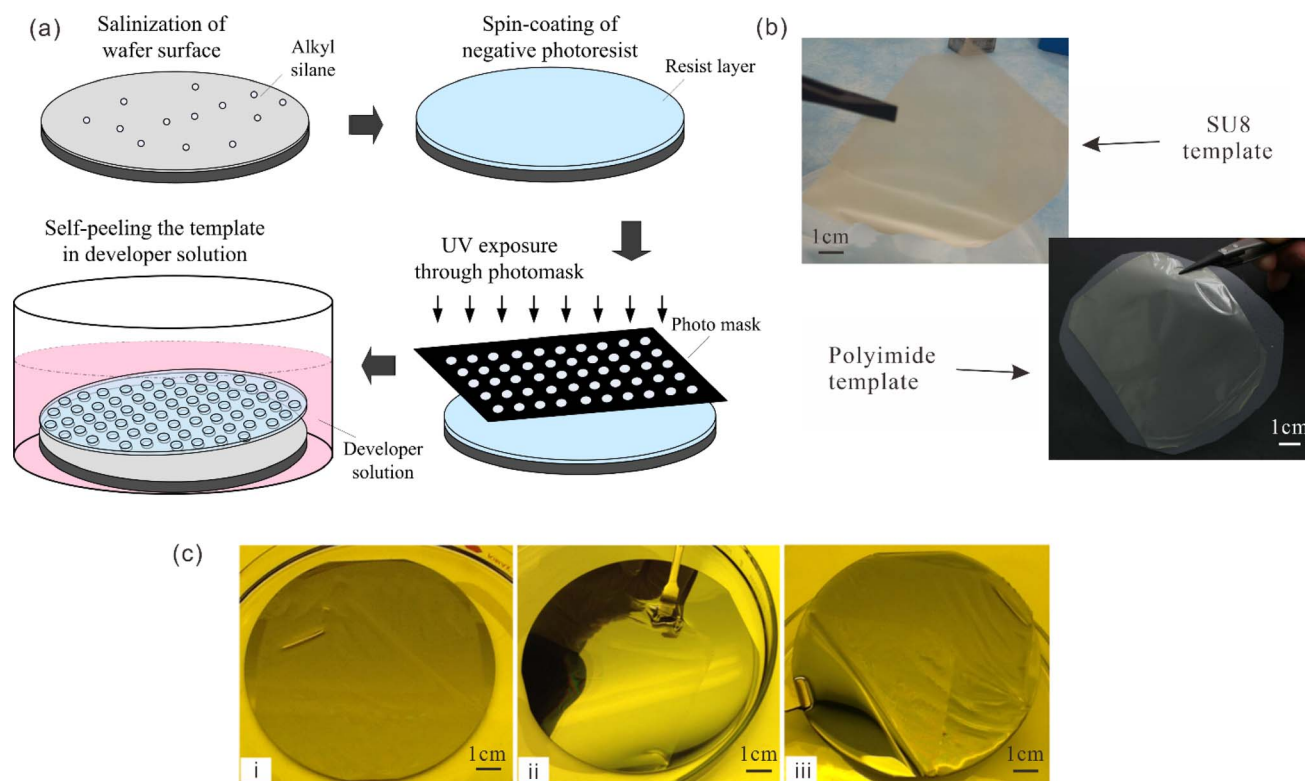 (a)
Salinization of
wafer surface
Alkyl
silane
Spin-coating of
negative photoresist
Resist layer
Self-peeling the template
in developer solution
UV exposure
through photomask
Photo mask
Developer
solution
(b)
SU8
template
1cm
Polyimide
template
1cm
(c)
i
1cm
ii
1cm
iii
1cm